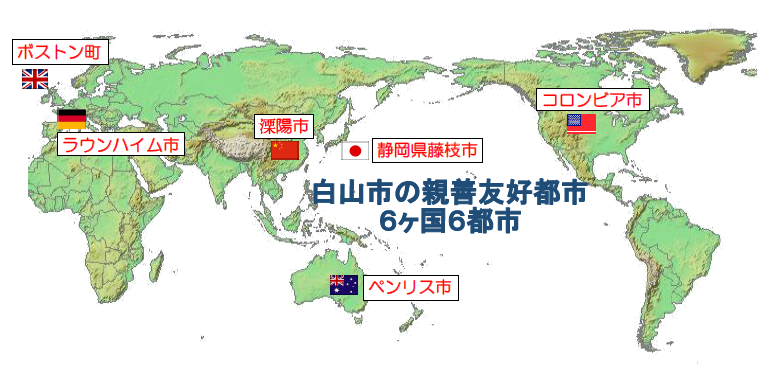 ボストン町
コロンビア市
溧陽市
ラウンハイム市
静岡県藤枝市
白山市の親善友好都市
6ヶ国6都市
ペンリス市